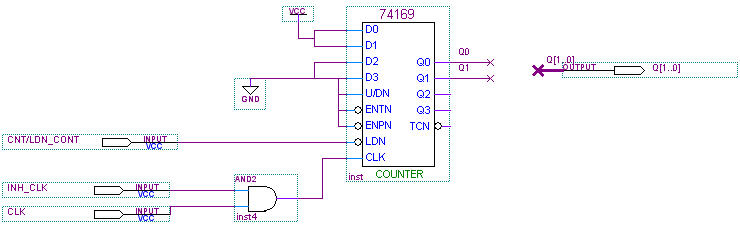 74169
VCC
D0
D1
D2 Q0 Q0
D3 Q1 Q1
U/DN Q2
ENTN Q3
ENPN TCN
LDN
CLK
inst COUNTER
Q[1..0]
OUTPUT Q[1..0]
GND
CNT/LDN_CONT INPUT
VCC
AND2
INH_CLK INPUT
VCC
CLK INPUT
VCC
inst4